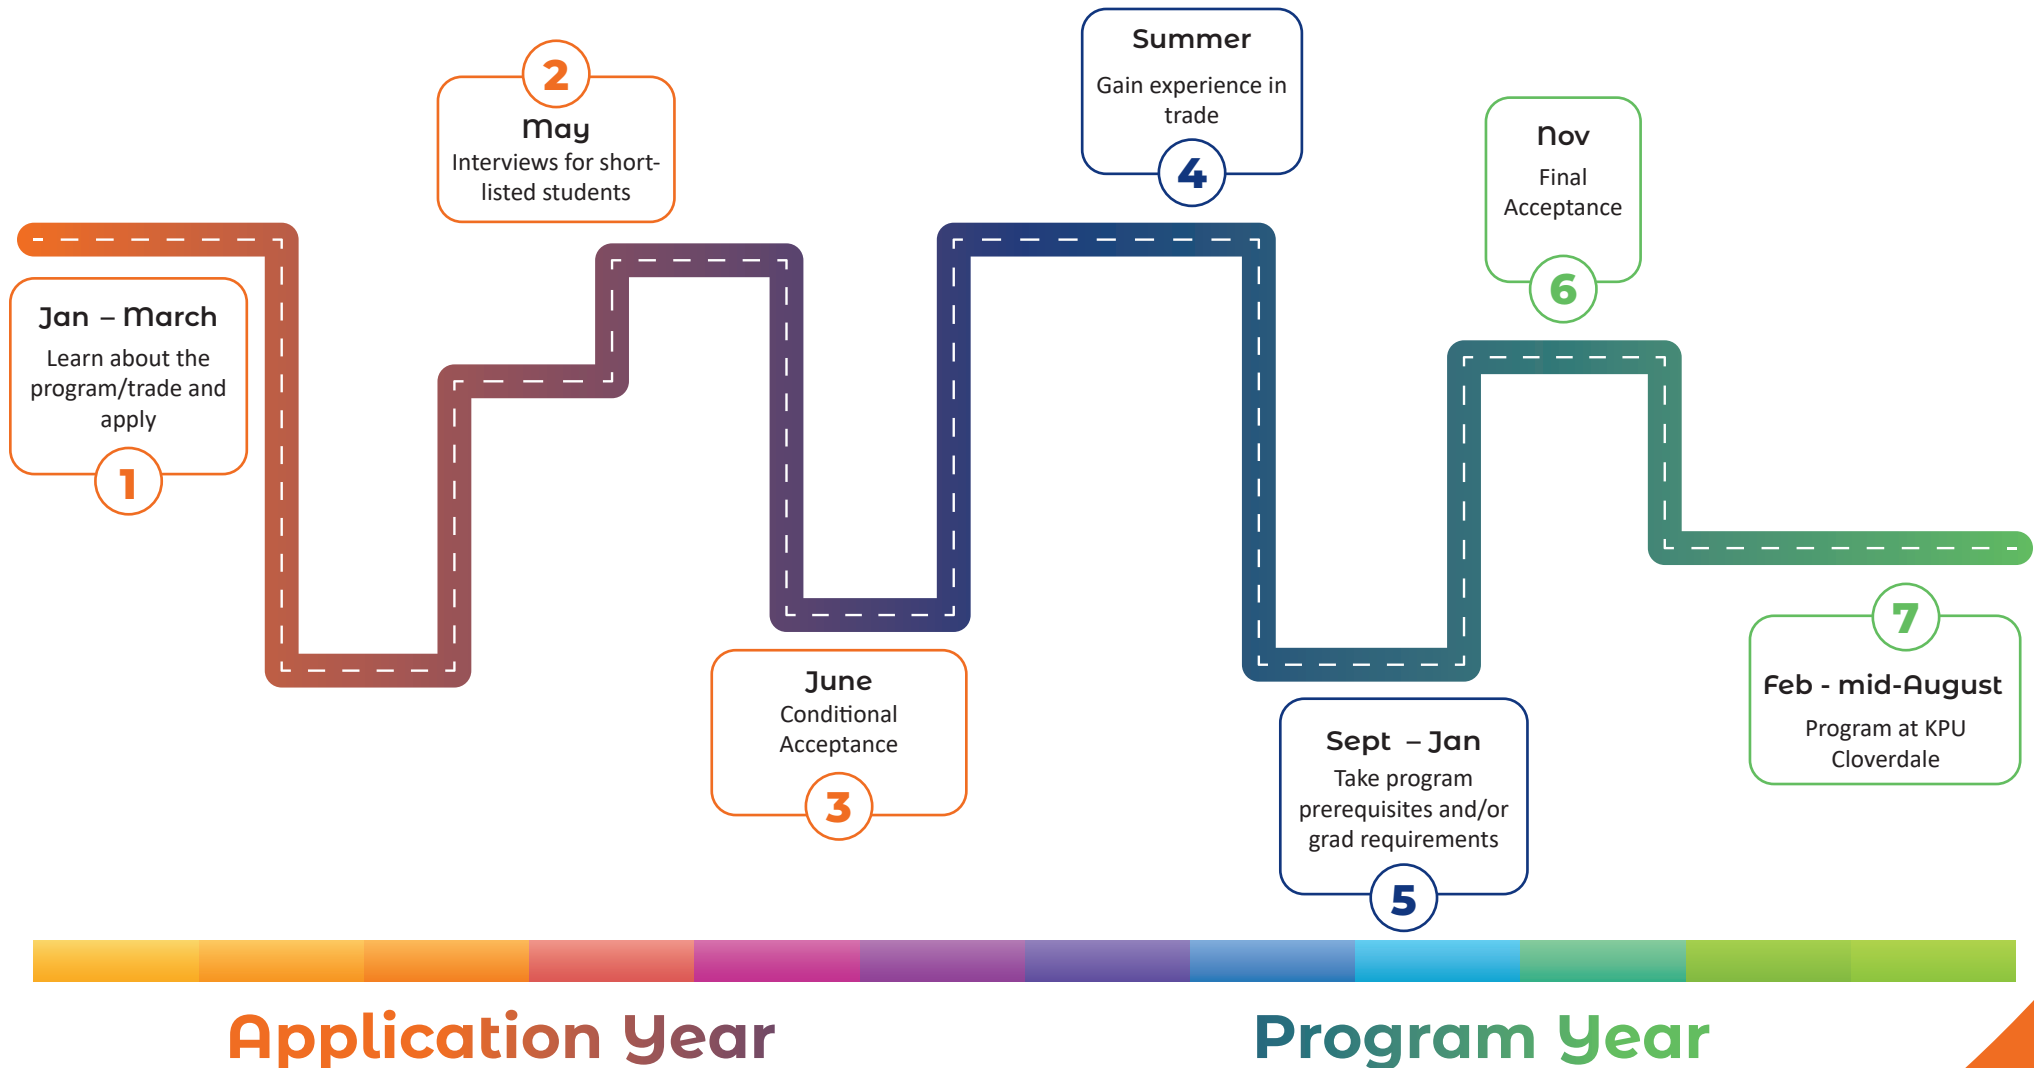 Jan – March
Learn about the
program/trade and
apply
1
2
May
Interviews for short-
listed students
June
Conditional
Acceptance
3
Summer
Gain experience in
trade
4
Sept – Jan
Take program
prerequisites and/or
grad requirements
5
Nov
Final
Acceptance
6
7
Feb - mid-August
Program at KPU
Cloverdale
Application Year
Program Year